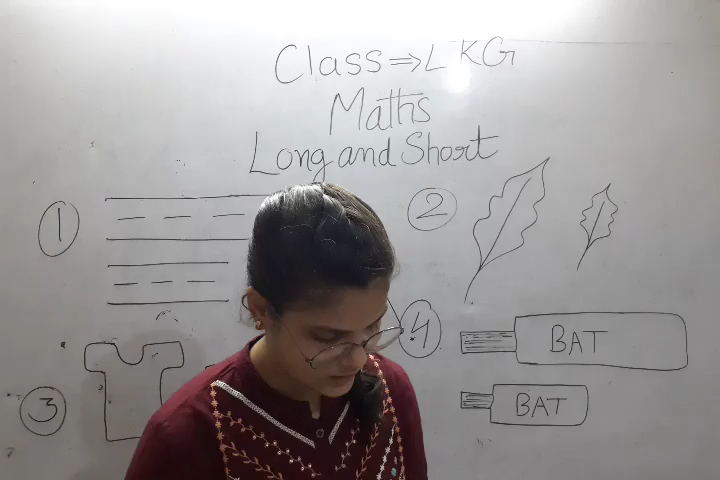 Class ⇒ LKG
Maths
Long and Short
1
2
3
4
BAT
BAT